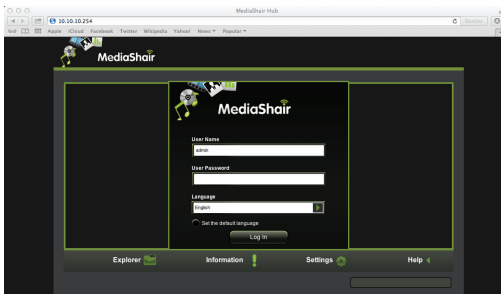 MediaShair Hub
10.10.10.254
Reader
Apple iCloud Facebook Twitter Wikipedia Yahoo! News Popular
MediaShair
MediaShair
User Name
admin
User Password
Language
English
Set the default language
Log In
Explorer Information Settings Help